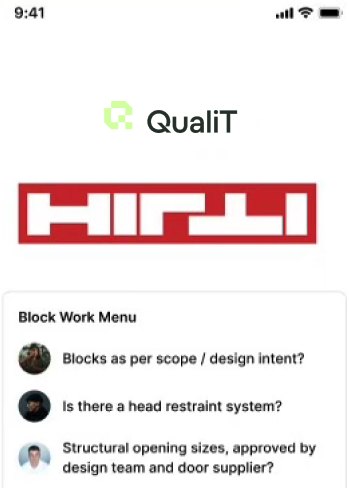 9:41
QualiT
HILTI
Block Work Menu
Blocks as per scope / design intent?
Is there a head restraint system?
Structural opening sizes, approved by
design team and door supplier?